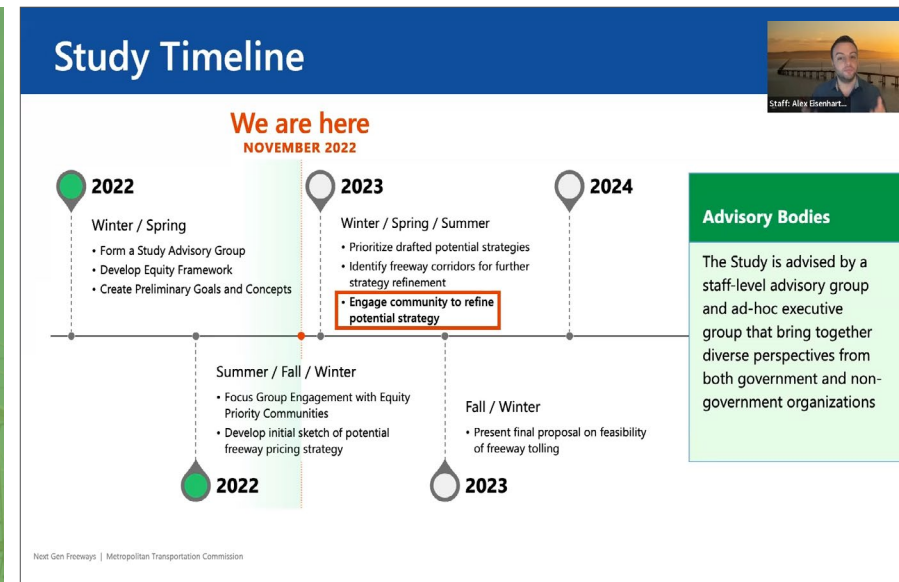 Study Timeline
Staff: Alex Eisenhart...
We are here
NOVEMBER 2022
2022
Winter / Spring
• Form a Study Advisory Group
• Develop Equity Framework
• Create Preliminary Goals and Concepts
2023
Winter / Spring / Summer
• Prioritize drafted potential strategies
• Identify freeway corridors for further
strategy refinement
• Engage community to refine
potential strategy
2024
Summer / Fall / Winter
• Focus Group Engagement with Equity
Priority Communities
• Develop initial sketch of potential
freeway pricing strategy
2022
Fall / Winter
• Present final proposal on feasibility
of freeway tolling
2023
Advisory Bodies
The Study is advised by a
staff-level advisory group
and ad-hoc executive
group that bring together
diverse perspectives from
both government and non-
government organizations
Next Gen Freeways | Metropolitan Transportation Commission